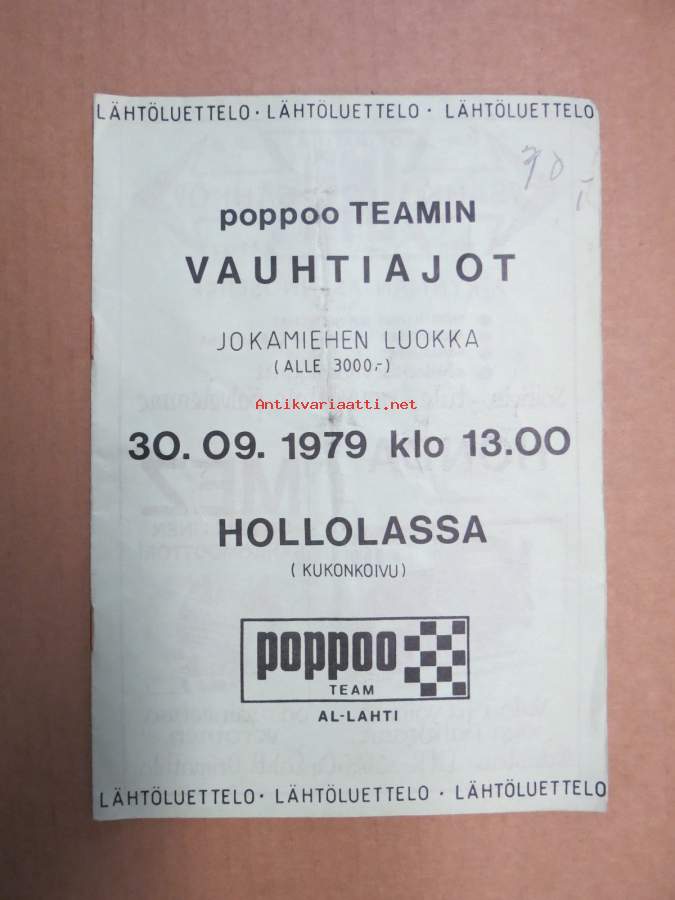 LÄHTÖLUETTELO · LÄHTÖLUETTELO · LÄHTÖLUETTELO
70
poppoo TEAMIN
VAUHTIAJOT
JOKAMIEHEN LUOKKA
(ALLE 3000.-)
Antikvariaatti.net
30. 09. 1979 klo 13.00
HOLLOLASSA
( KUKONKOIVU)
poppoo
TEAM
AL-LAHTI
LÄHTÖLUETTELO · LÄHTÖLUETTELO · LÄHTÖLUETTELO